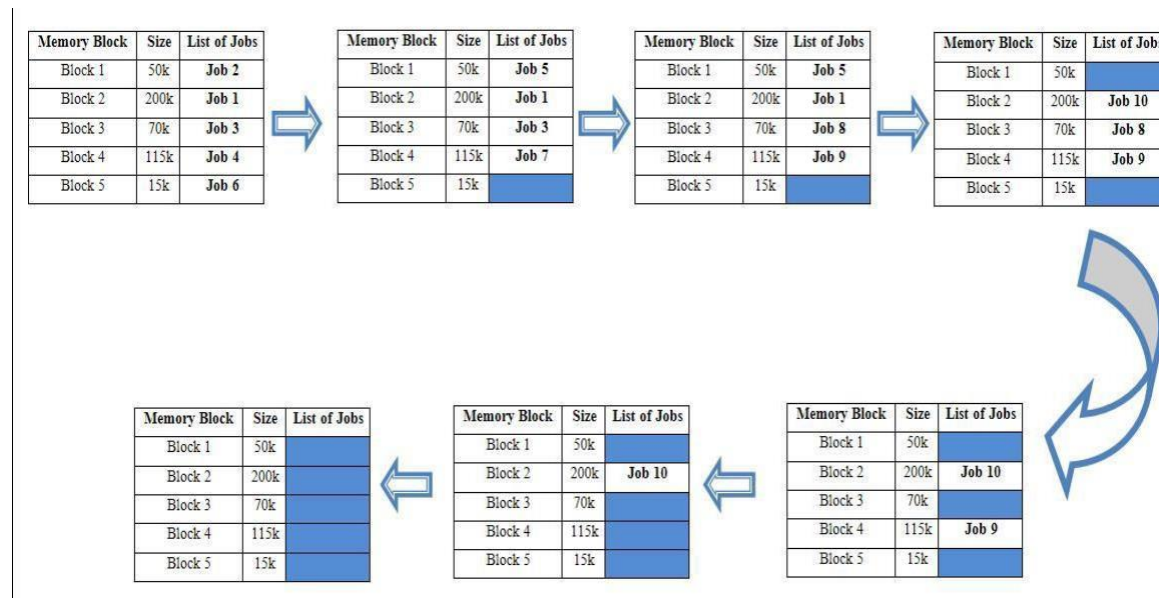 Memory Block Size List of Jobs
Block 1 50k Job 2
Block 2 200k Job 1
Block 3 70k Job 3
Block 4 115k Job 4
Block 5 15k Job 6
Memory Block Size List of Jobs
Block 1 50k Job 5
Block 2 200k Job 1
Block 3 70k Job 3
Block 4 115k Job 7
Block 5 15k
Memory Block Size List of Jobs
Block 1 50k Job 5
Block 2 200k Job 1
Block 3 70k Job 8
Block 4 115k Job 9
Block 5 15k
Memory Block Size List of Job
Block 1 50k
Block 2 200k Job 10
Block 3 70k Job 8
Block 4 115k Job 9
Block 5 15k
Memory Block Size List of Jobs
Block 1 50k
Block 2 200k
Block 3 70k
Block 4 115k
Block 5 15k
Memory Block Size List of Jobs
Block 1 50k
Block 2 200k Job 10
Block 3 70k
Block 4 115k
Block 5 15k
Memory Block Size List of Jobs
Block 1 50k
Block 2 200k Job 10
Block 3 70k
Block 4 115k Job 9
Block 5 15k